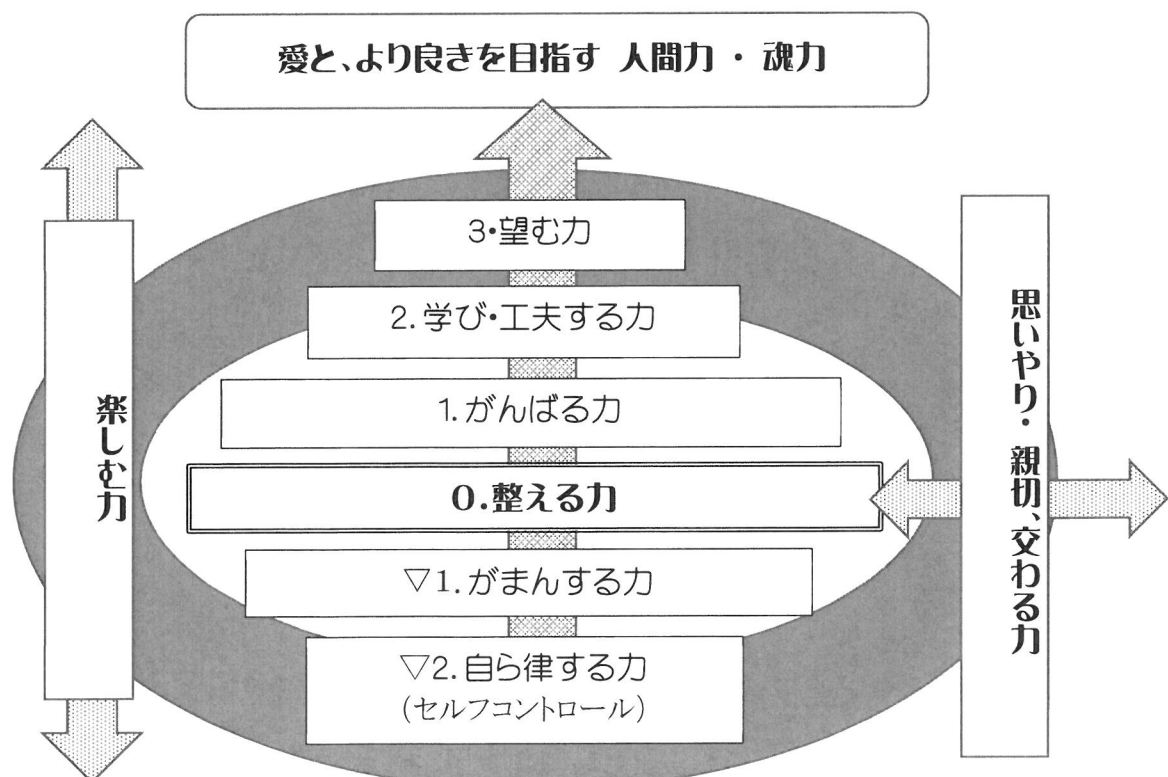 愛と、より良きを目指す 人間力 ・ 魂力
3・望む力
2.学び・工夫する力
1.がんばる力
0.整える力
▽1.がまんする力
▽2.自ら律する力
(セルフコントロール)
楽しむ力
思いやり・ 親切、交わる力